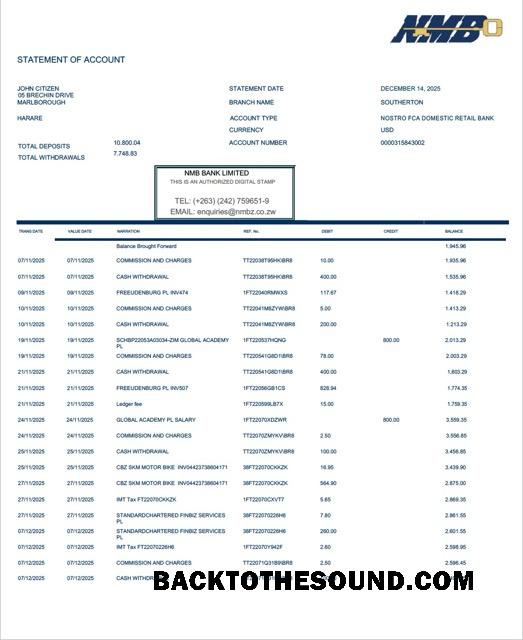 NMB
STATEMENT OF ACCOUNT
JOHN CITIZEN STATEMENT DATE DECEMBER 14, 2025
05 BRECHIN DRIVE
MARLBOROUGH BRANCH NAME SOUTHERTON
HARARE ACCOUNT TYPE NOSTRO FCA DOMESTIC RETAIL BANK
CURRENCY USD
TOTAL DEPOSITS 10.800.04 ACCOUNT NUMBER 0000315843002
TOTAL WITHDRAWALS 7.748.83
NMB BANK LIMITED
THIS IS AN AUTHORIZED DIGITAL STAMP
TEL: (+263) (242) 759651-9
EMAIL: enquiries@nmbz.co.zw
TRANS DATE VALUE DATE NARRATION REF. No. DEBIT CREDIT BALANCE
Balance Brought Forward 1.945.96
07/11/2025 07/11/2025 COMMISSION AND CHARGES TT22038T95HK\BR8 10.00 1.935.96
07/11/2025 07/11/2025 CASH WITHDRAWAL TT22038T95HK\BR8 400.00 1.535.96
09/11/2025 09/11/2025 FREEUDENBURG PL INV474 1FT22040RMWXS 117.67 1.418.29
10/11/2025 10/11/2025 COMMISSION AND CHARGES TT22041M8ZYW\BR8 5.00 1.413.29
10/11/2025 10/11/2025 CASH WITHDRAWAL TT22041M8ZYW\BR8 200.00 1.213.29
19/11/2025 19/11/2025 SCHBP22053A03034-ZIM GLOBAL ACADEMY 1FT220537HQNG 800.00 2.013.29
PL
19/11/2025 19/11/2025 COMMISSION AND CHARGES TT220541G8D1\BR8 78.00 2.003.29
21/11/2025 21/11/2025 CASH WITHDRAWAL TT220541G8D1\BR8 400.00 1.603.29
21/11/2025 21/11/2025 FREEUDENBURG PL INV507 1FT22056GB1CS 828.94 1.774.35
21/11/2025 21/11/2025 Ledger fee 1FT220599LB7X 15.00 1.759.35
24/11/2025 24/11/2025 GLOBAL ACADEMY PL SALARY 1FT22070XDZWR 800.00 3.559.35
24/11/2025 24/11/2025 COMMISSION AND CHARGES TT22070ZMYKV\BR8 2.50 3.556.85
25/11/2025 25/11/2025 CASH WITHDRAWAL TT22070ZMYKV\BR8 100.00 3.456.85
25/11/2025 25/11/2025 CBZ SKM MOTOR BIKE INV04423738604171 38FT22070CKKZK 16.95 3.439.90
27/11/2025 27/11/2025 CBZ SKM MOTOR BIKE INV04423738604171 38FT22070CKKZK 564.90 2.875.00
27/11/2025 27/11/2025 IMT Tax FT22070CKKZK 1FT22070CXVT7 5.65 2.869.35
27/11/2025 27/11/2025 STANDARDCHARTERED FINBIZ SERVICES 38FT22070226H6 7.80 2.861.55
PL
07/12/2025 07/12/2025 STANDARDCHARTERED FINBIZ SERVICES 38FT22070226H6 260.00 2.601.55
PL
07/12/2025 07/12/2025 IMT Tax FT22070226H6 1FT22070Y942F 2.60 2.598.95
07/12/2025 07/12/2025 COMMISSION AND CHARGES TT22071G31B9\BR8 2.50 2.596.45
07/12/2025 07/12/2025 CASH
BACKTOTHESOUND.COM